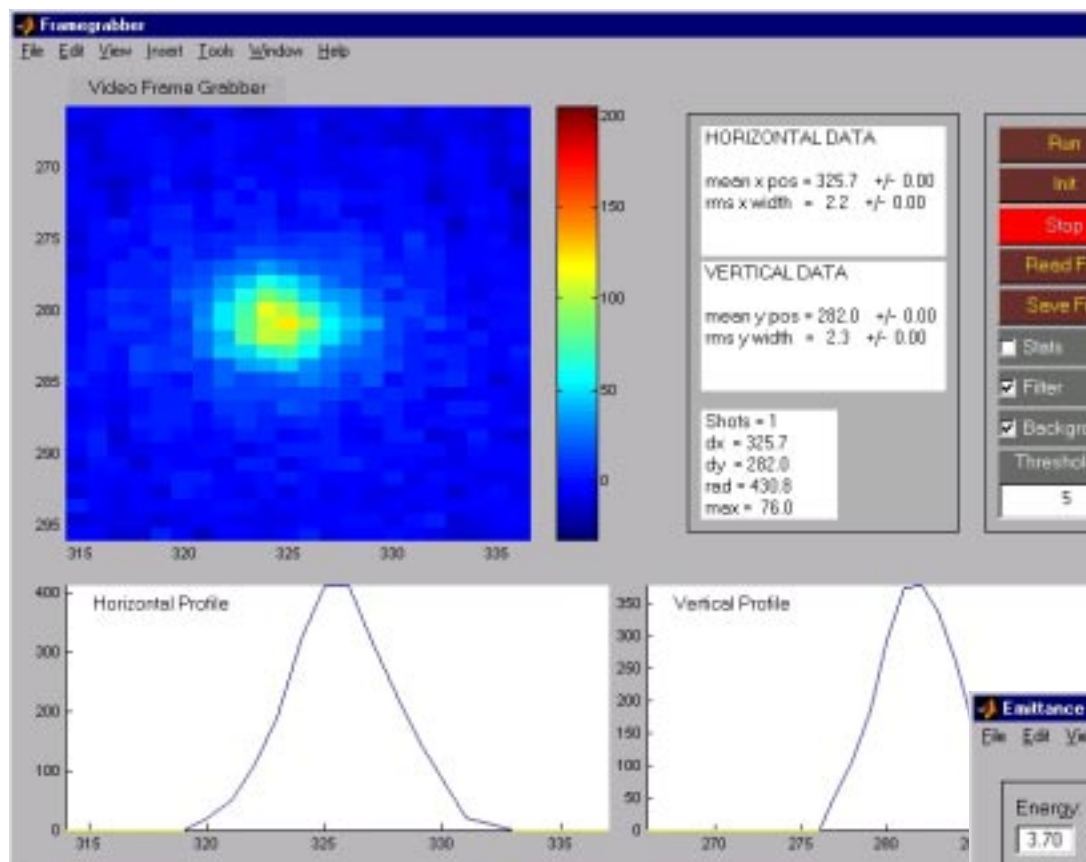 Framegrabber
File Edit View Insert Tools Window Help
Video Frame Grabber
270
275
280
285
290
295
315 320 325 330 335
200
150
100
50
0
HORIZONTAL DATA
mean x pos = 325.7 +/- 0.00
rms x width = 2.2 +/- 0.00
VERTICAL DATA
mean y pos = 282.0 +/- 0.00
rms y width = 2.3 +/- 0.00
Shots = 1
dx = 325.7
dy = 282.0
rad = 430.8
max = 76.0
Run
Init
Stop
Read F
Save F
Stats
Filter
Backgro
Threshol
5
Horizontal Profile
400
300
200
100
0
315 320 325 330 335
Vertical Profile
350
300
250
200
150
100
50
0
270 275 280 2
Emittance
File Edit Vie
Energy:
3.70